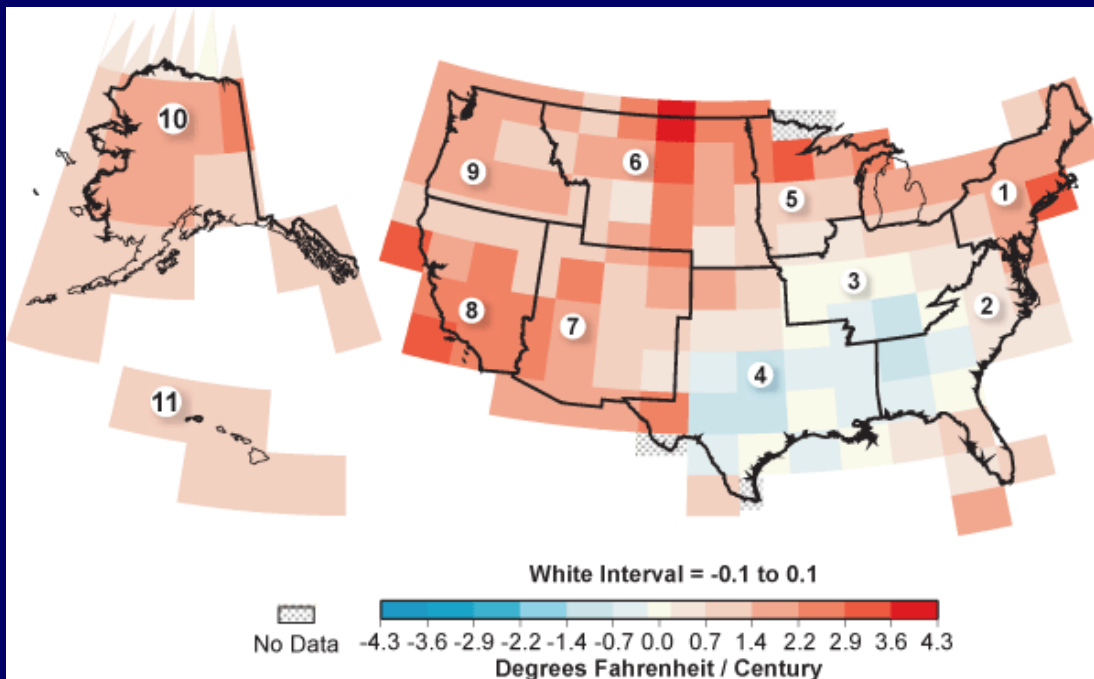 10
6
9
5
1
3
2
8
7
4
11
White Interval = -0.1 to 0.1
No Data
-4.3 -3.6 -2.9 -2.2 -1.4 -0.7 0.0 0.7 1.4 2.2 2.9 3.6 4.3
Degrees Fahrenheit / Century